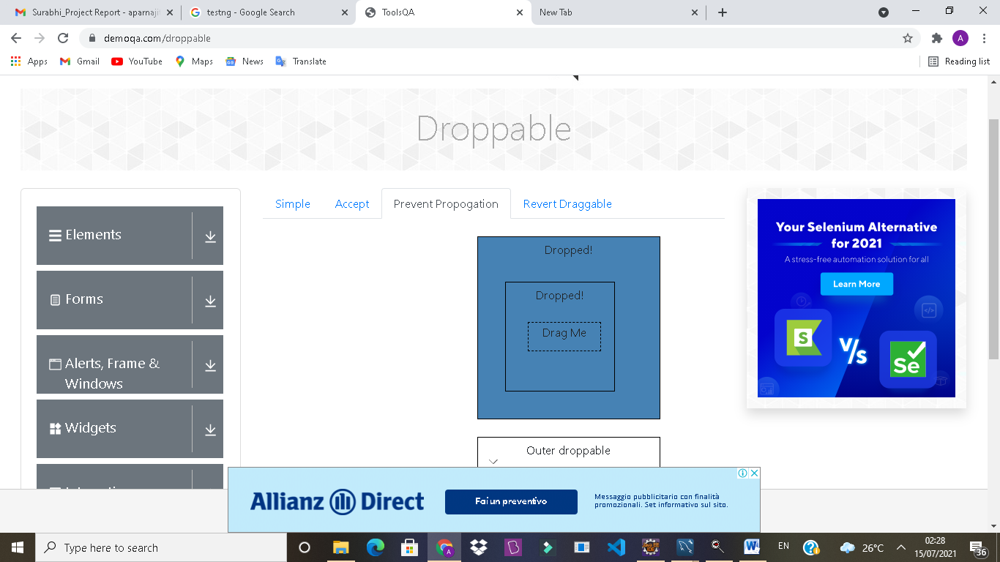 Surabhi_Project Report - aparnaji
testng - Google Search
ToolsQA
New Tab
demoqa.com/droppable
A
Apps
Gmail
YouTube
Maps
News
Translate
Reading list
Droppable
Elements
Forms
Alerts, Frame &
Windows
Widgets
Simple
Accept
Prevent Propogation
Revert Draggable
Dropped!
Dropped!
Drag Me
Outer droppable
Your Selenium Alternative
for 2021
A stress-free automation solution for all
Learn More
S
V/s
Se
Allianz Direct
Fai un preventivo
Messaggio pubblicitario con finalità
promozionali. Set informativo sul sito.
Type here to search
EN
26°C
02:28
15/07/2021
36